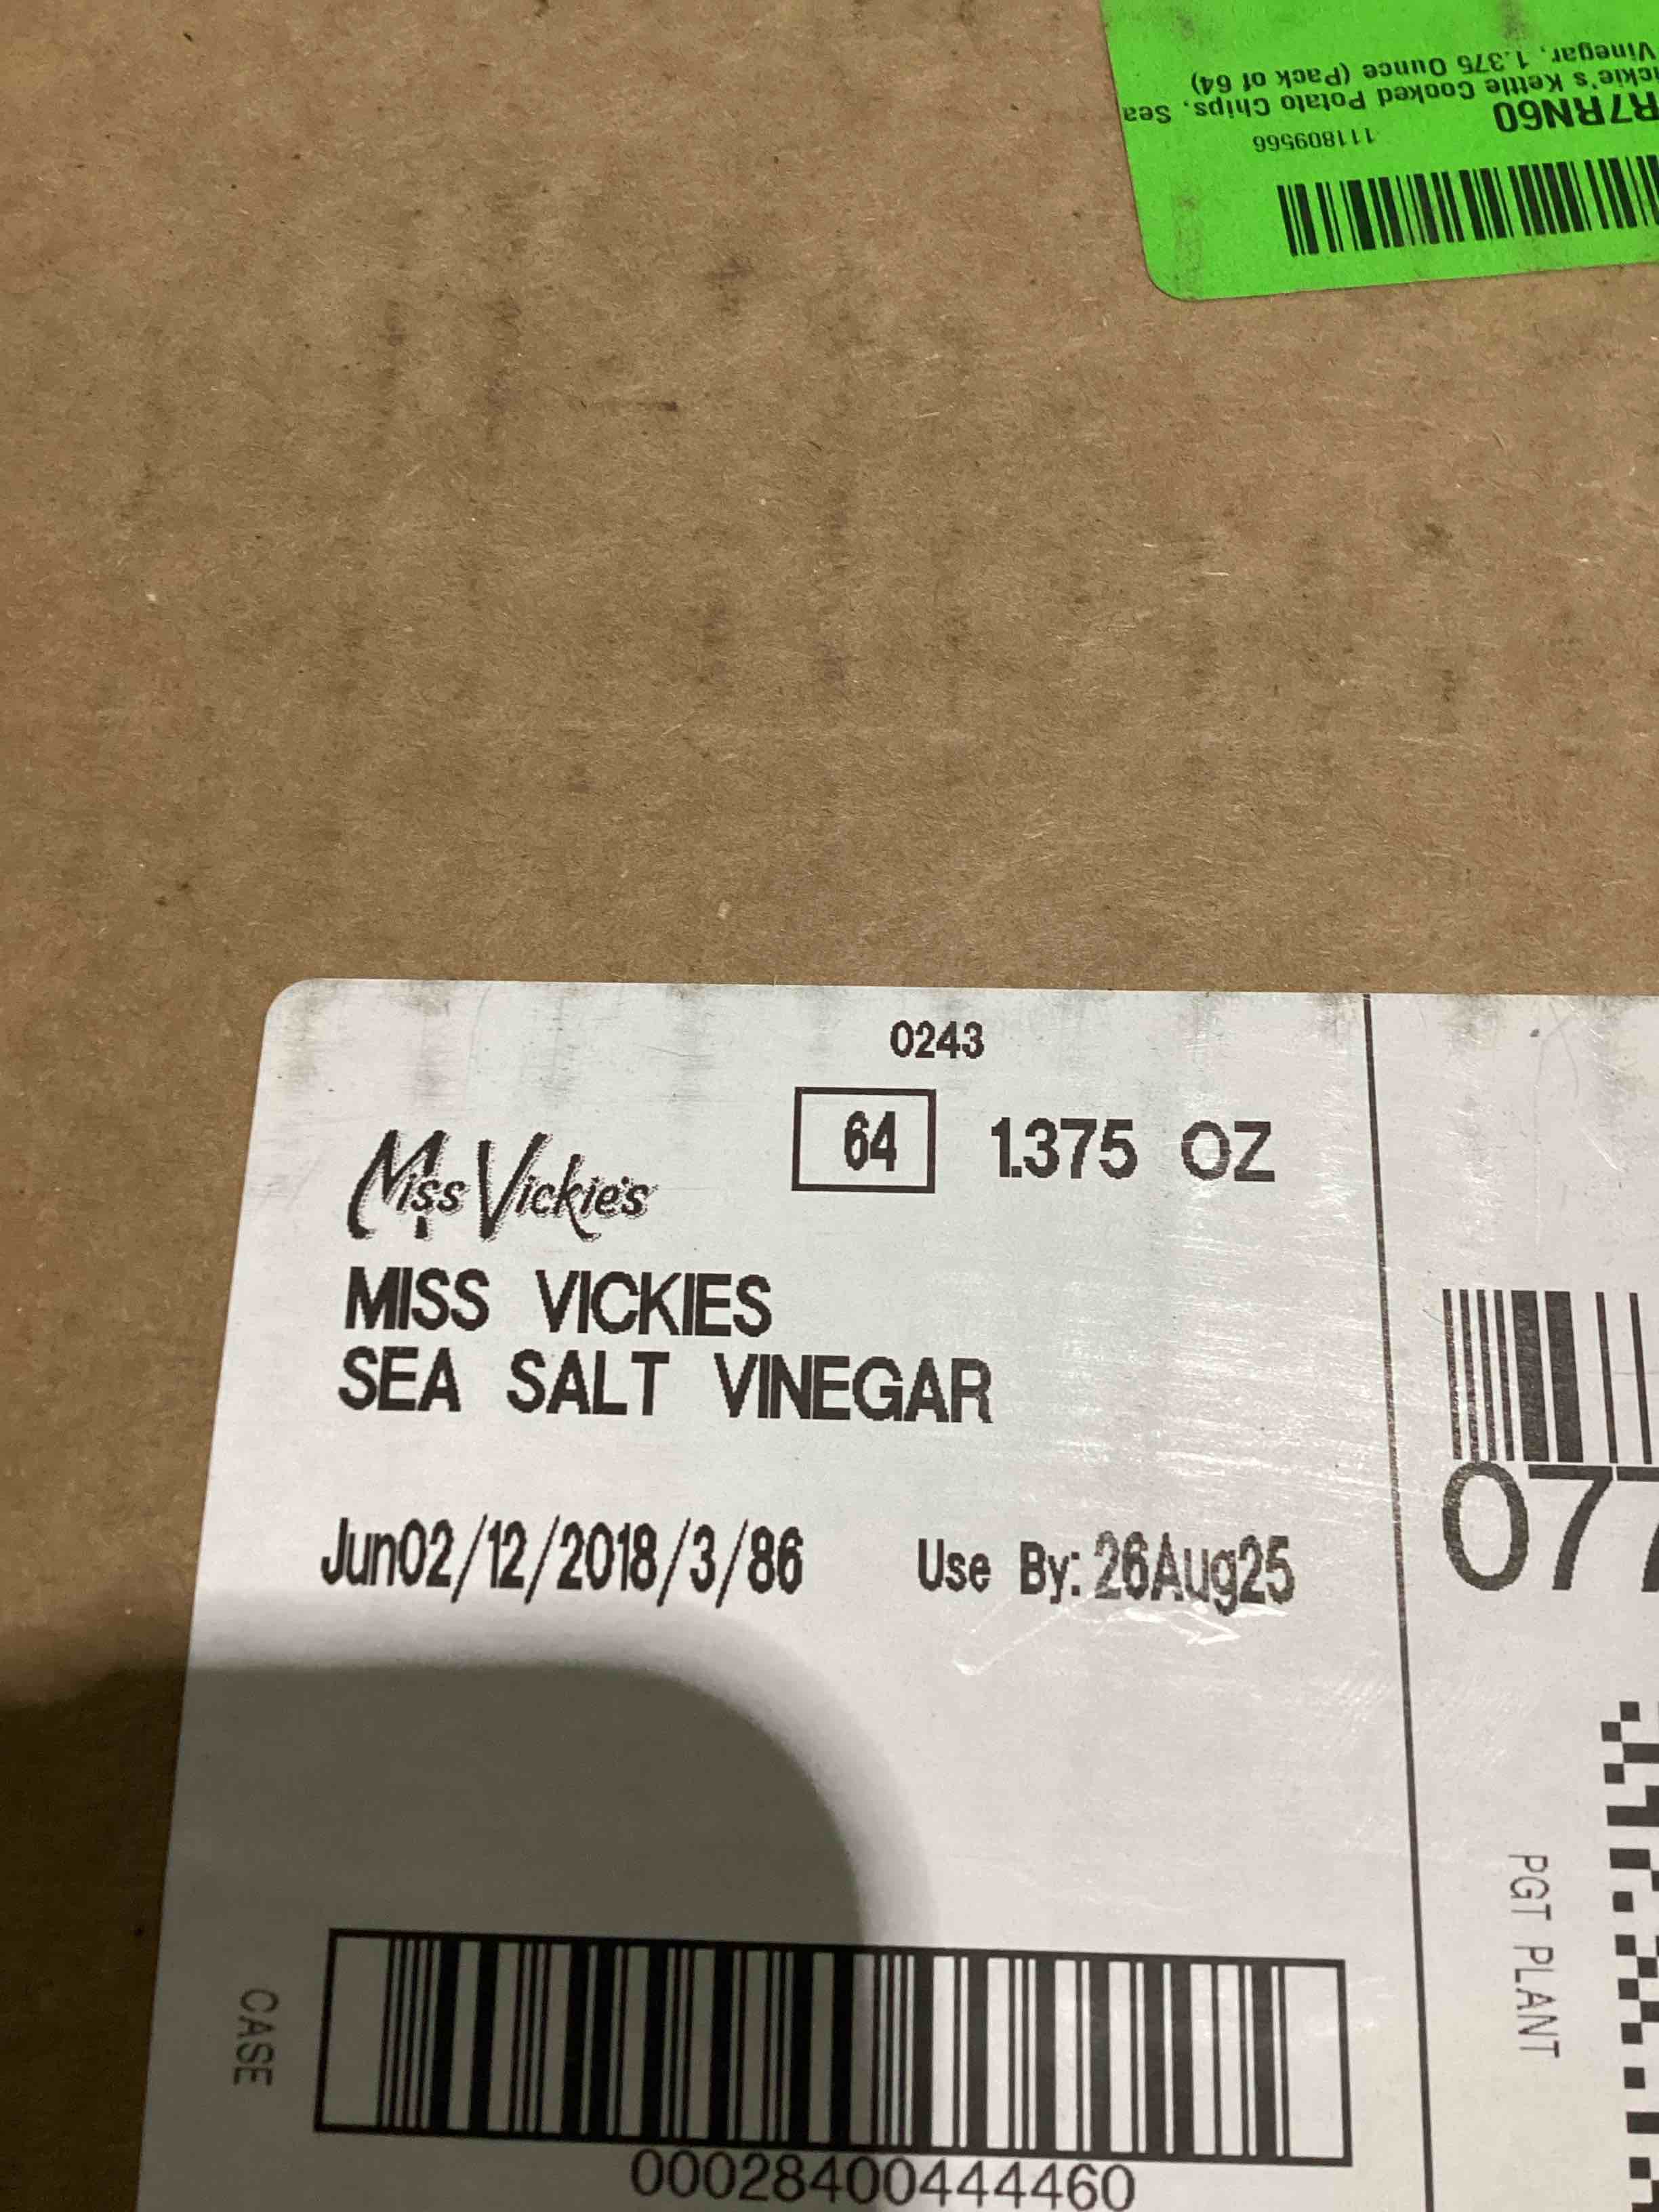 R7RN60
111809566
ickie's Kettle Cooked Potato Chips, Sea
Vinegar, 1.375 Ounce (Pack of 64)
0243
64 1.375 OZ
Miss Vickie's
MISS VICKIES
SEA SALT VINEGAR
Jun02/12/2018/3/86 Use By: 26Aug25
077
PGT PLANT
CASE
00028400444460